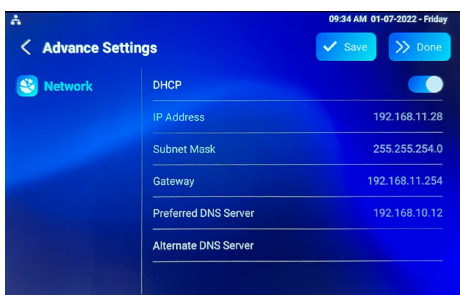 09:34 AM 01-07-2022 - Friday
Advance Settings
Save
Done
Network
DHCP
IP Address 192.168.11.28
Subnet Mask 255.255.254.0
Gateway 192.168.11.254
Preferred DNS Server 192.168.10.12
Alternate DNS Server